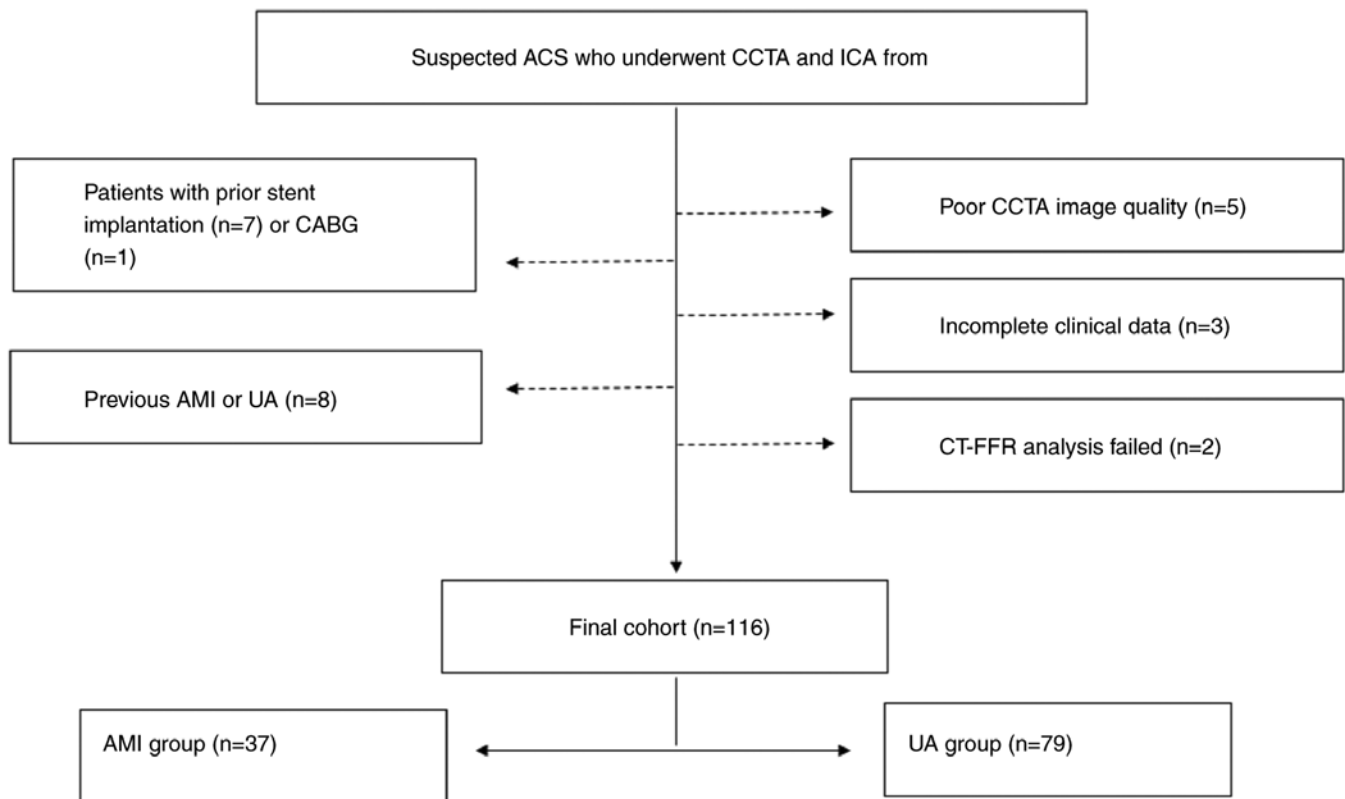 Suspected ACS who underwent CCTA and ICA from
Patients with prior stent
implantation (n=7) or CABG
(n=1)
Poor CCTA image quality (n=5)
Incomplete clinical data (n=3)
Previous AMI or UA (n=8)
CT-FFR analysis failed (n=2)
Final cohort (n=116)
AMI group (n=37)
UA group (n=79)